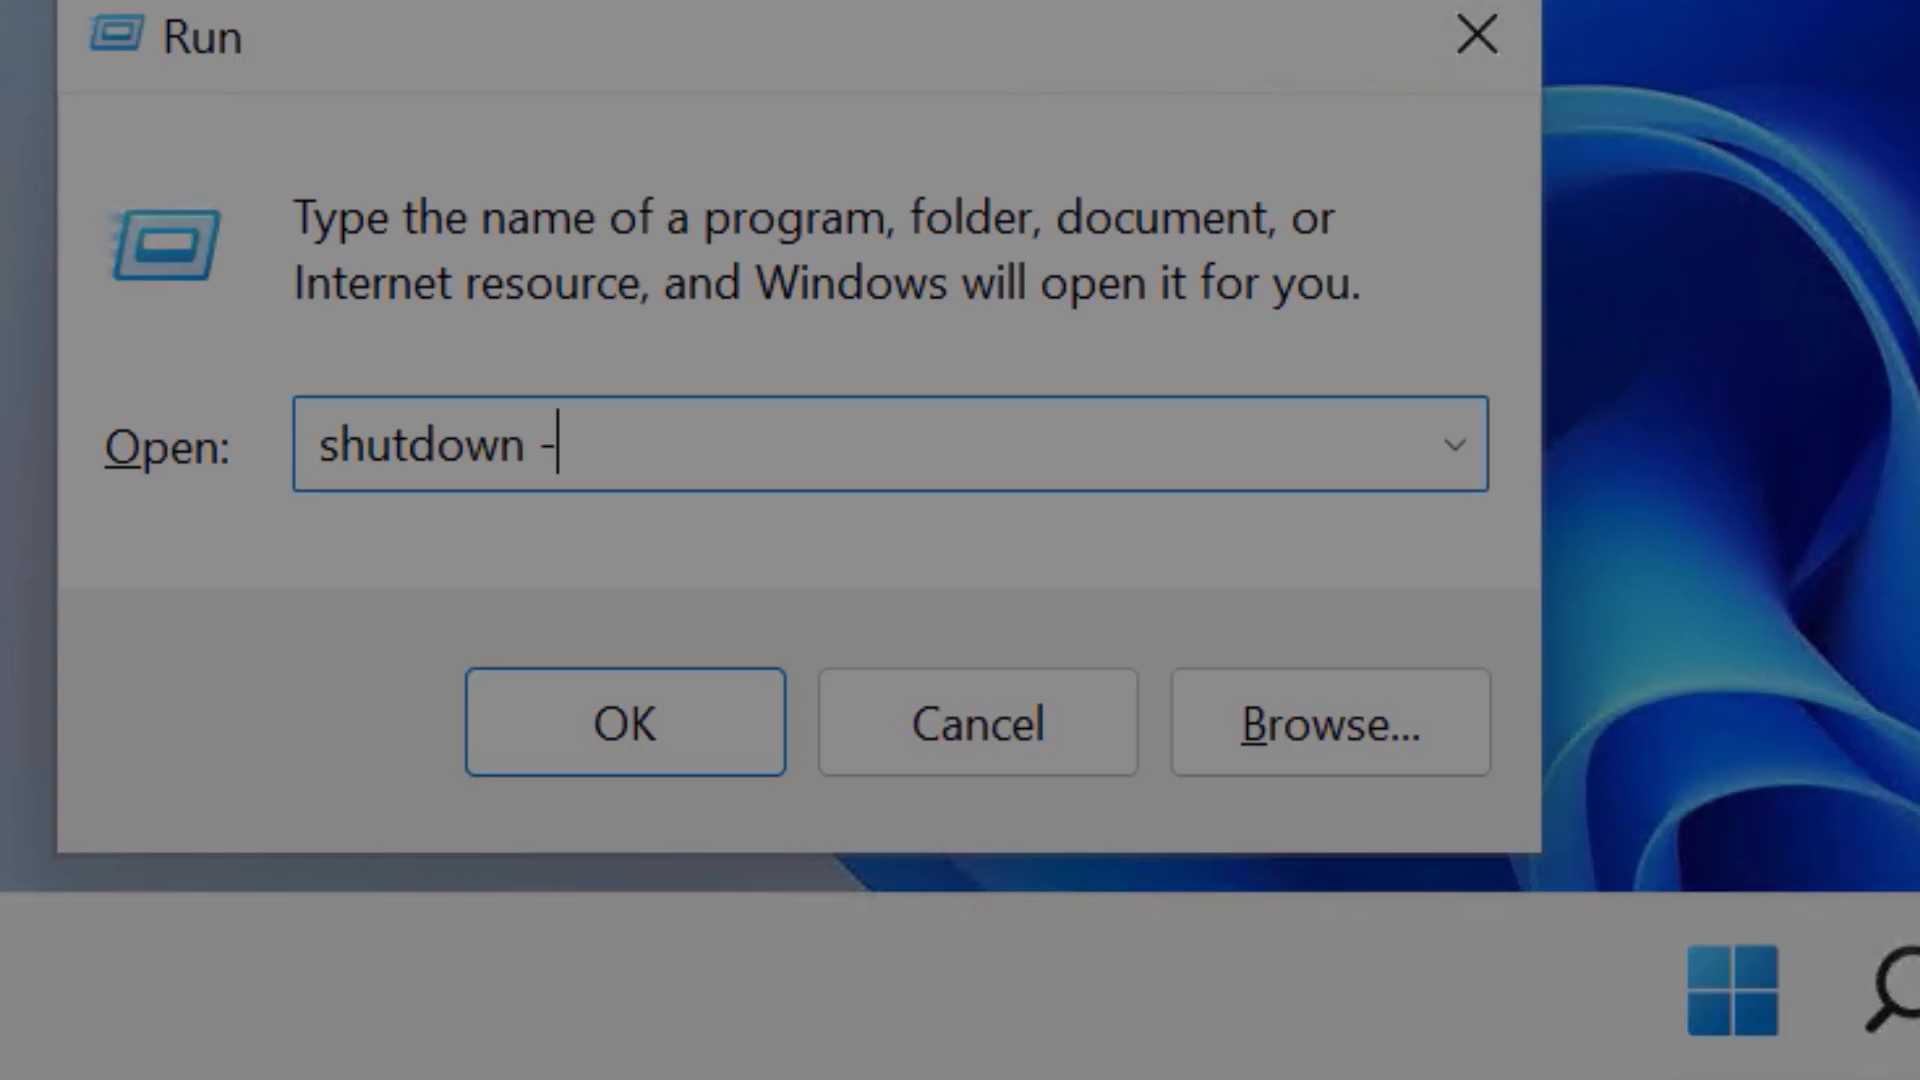 Run
Type the name of a program, folder, document, or
Internet resource, and Windows will open it for you.
Open:
shutdown -
OK
Cancel
Browse...